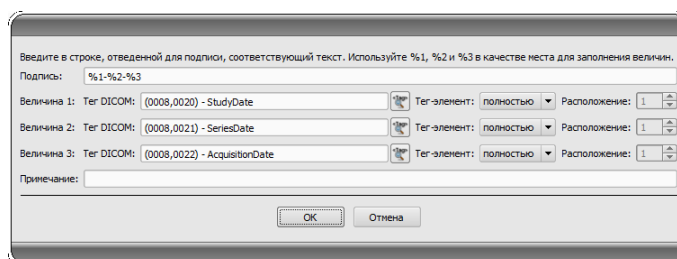 Введите в строке, отведенной для подписи, соответствующий текст. Используйте %1, %2 и %3 в качестве места для заполнения величин.
Подпись: %1-%2-%3
Величина 1: Тег DICOM: (0008,0020) - StudyDate Тег-элемент: полностью Расположение: 1
Величина 2: Тег DICOM: (0008,0021) - SeriesDate Тег-элемент: полностью Расположение: 1
Величина 3: Тег DICOM: (0008,0022) - AcquisitionDate Тег-элемент: полностью Расположение: 1
Примечание:
OK Отмена